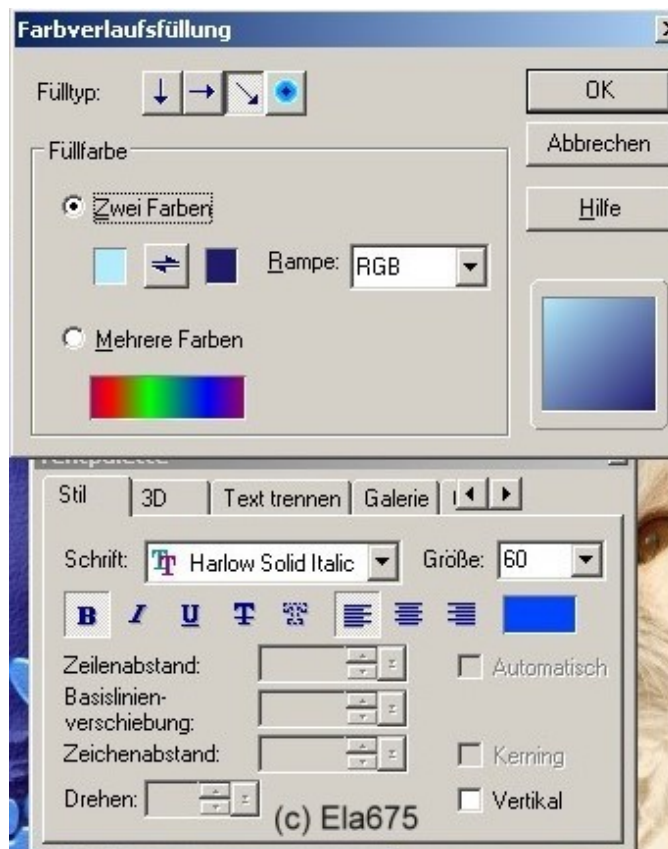 Farbverlaufsfüllung
Fülltyp:
OK
Abbrechen
Hilfe
Füllfarbe
Zwei Farben
Rampe: RGB
Mehrere Farben
Textpalette
Stil 3D Text trennen Galerie
Schrift: Harlow Solid Italic Größe: 60
B I U T
Zeilenabstand: Automatisch
Basislinien-
verschiebung:
Zeichenabstand: Kerning
Drehen: Vertikal
(c) Ela675